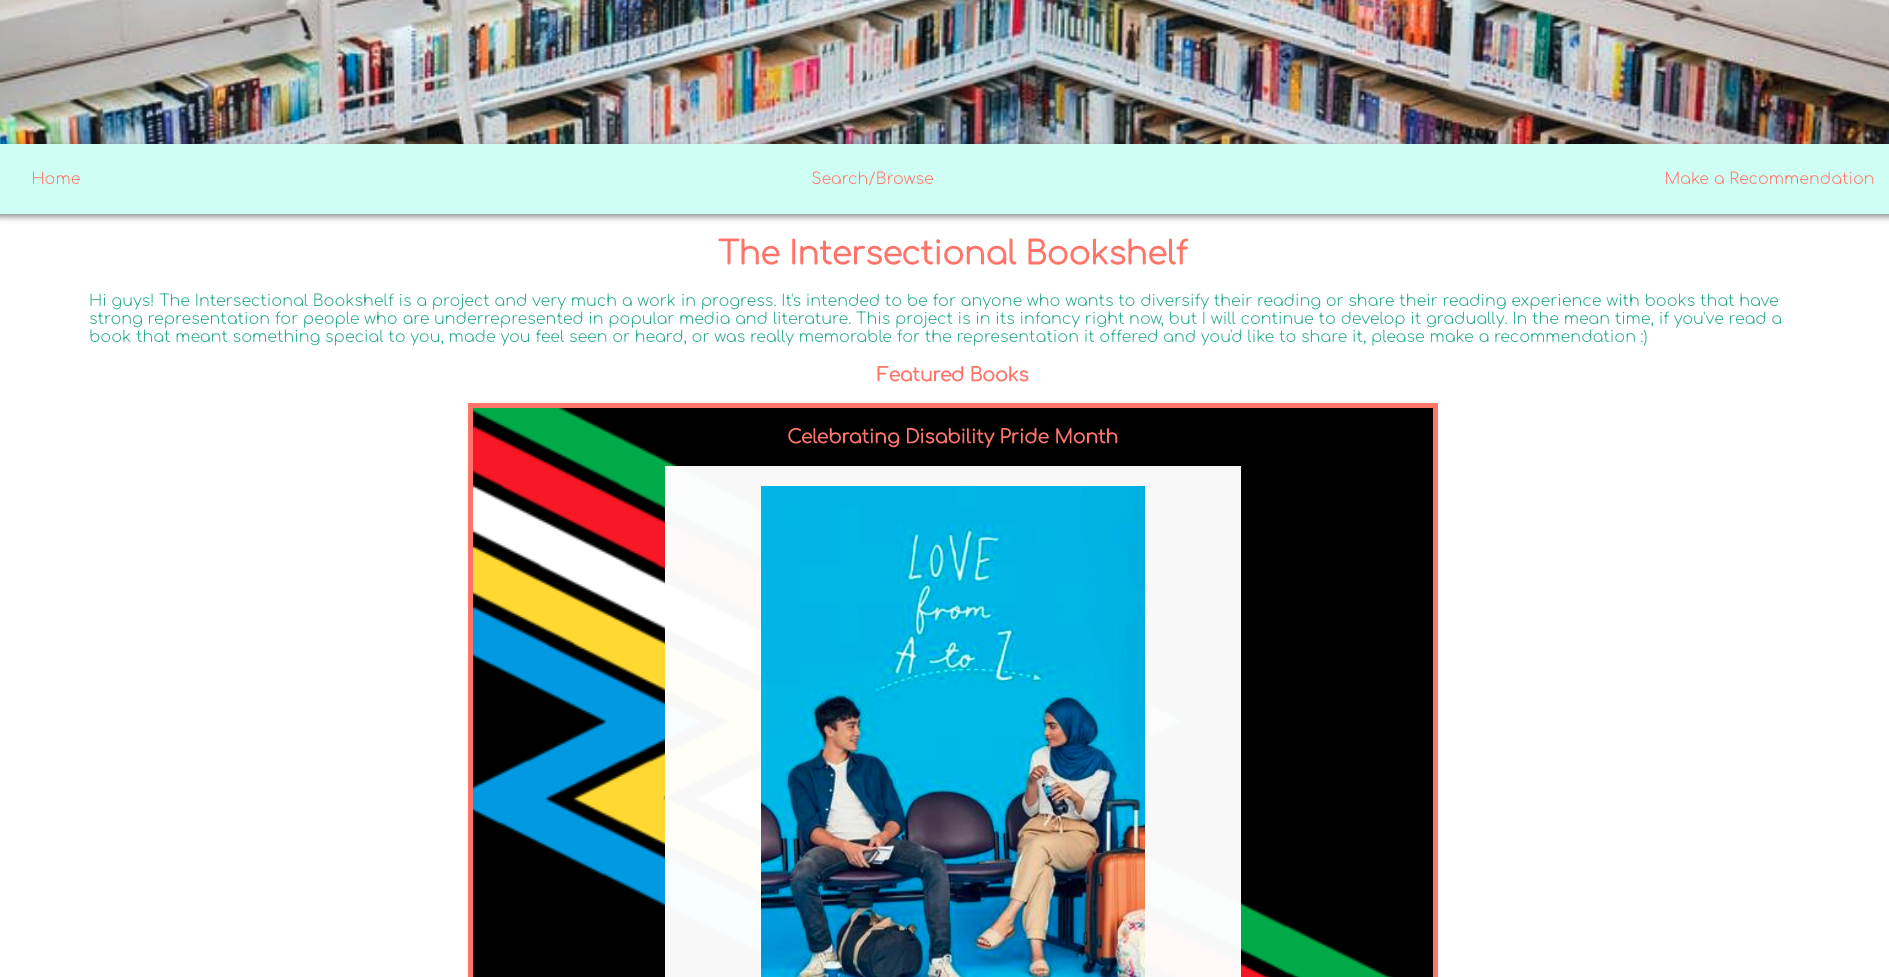 Home
Search/Browse
Make a Recommendation
The Intersectional Bookshelf
Hi guys! The Intersectional Bookshelf is a project and very much a work in progress. It's intended to be for anyone who wants to diversify their reading or share their reading experience with books that have
strong representation for people who are underrepresented in popular media and literature. This project is in its infancy right now, but I will continue to develop it gradually. In the mean time, if you've read a
book that meant something special to you, made you feel seen or heard, or was really memorable for the representation it offered and you'd like to share it, please make a recommendation :)
Featured Books
Celebrating Disability Pride Month
LOVE
from
A to Z